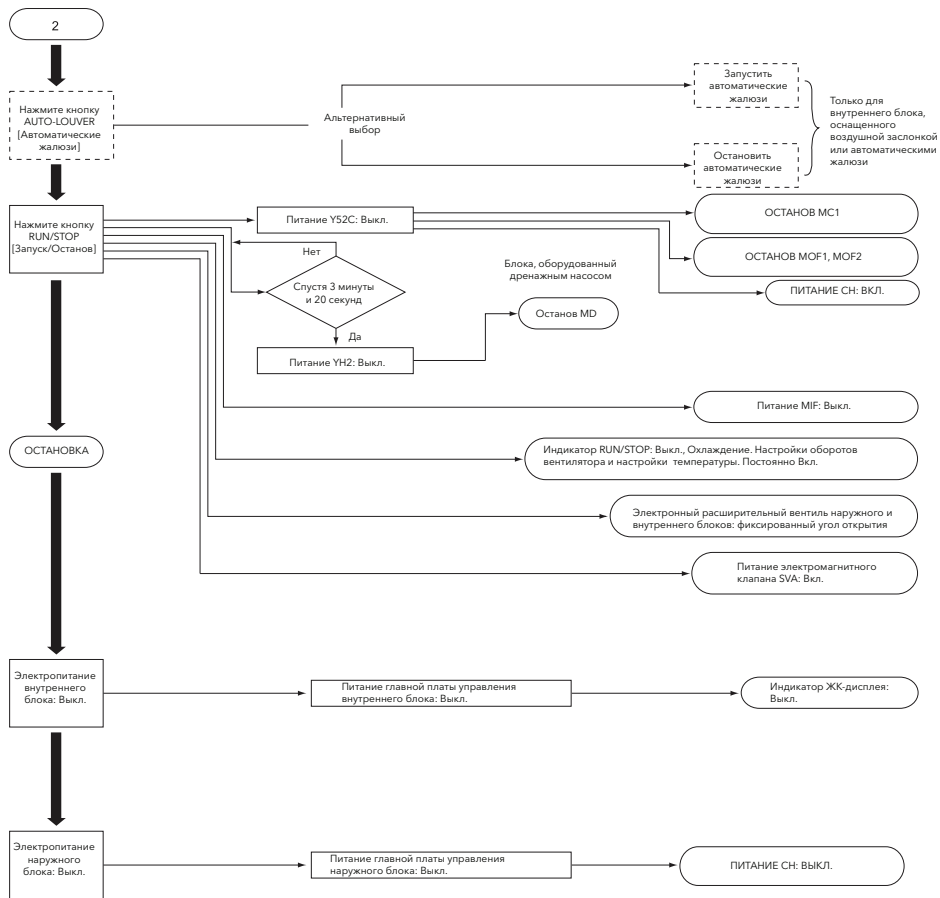 2
Нажмите кнопку
AUTO-LOUVER
[Автоматические
жалюзи]
Альтернативный
выбор
Запустить
автоматические
жалюзи
Остановить
автоматические
жалюзи
Только для
внутреннего блока,
оснащенного
воздушной заслонкой
или автоматическими
жалюзи
Нажмите кнопку
RUN/STOP
[Запуск/Останов]
Питание Y52C: Выкл.
ОСТАНОВ MC1
ОСТАНОВ MOF1, MOF2
ПИТАНИЕ CH: ВКЛ.
Нет
Спустя 3 минуты
и 20 секунд
Да
Питание YH2: Выкл.
Блока, оборудованный
дренажным насосом
Останов MD
Питание MIF: Выкл.
ОСТАНОВКА
Индикатор RUN/STOP: Выкл., Охлаждение. Настройки оборотов
вентилятора и настройки температуры. Постоянно Вкл.
Электронный расширительный вентиль наружного и
внутреннего блоков: фиксированный угол открытия
Питание электромагнитного
клапана SVA: Вкл.
Электропитание
внутреннего
блока: Выкл.
Питание главной платы управления
внутреннего блока: Выкл.
Индикатор ЖК-дисплея:
Выкл.
Электропитание
наружного
блока: Выкл.
Питание главной платы управления
наружного блока: Выкл.
ПИТАНИЕ CH: ВЫКЛ.